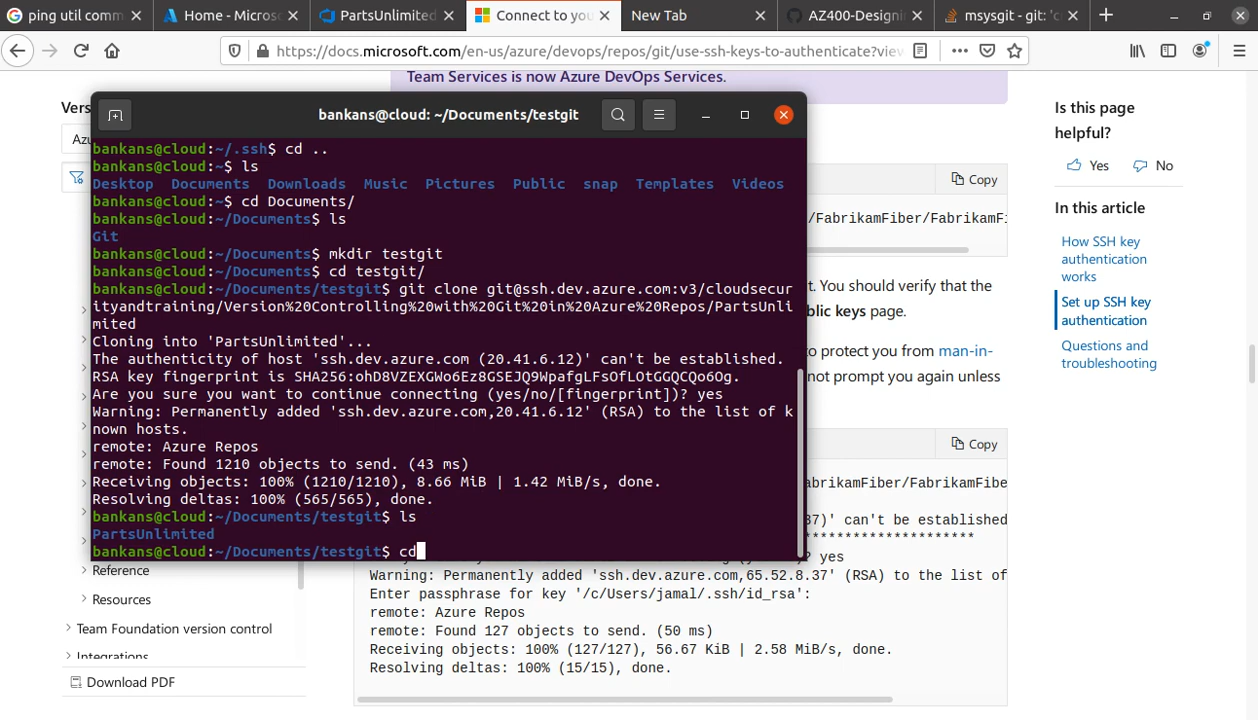 ping util comm
Home - Micros
PartsUnlimited
Connect to you
New Tab
AZ400-Designin
msysgit - git: 'c
https://docs.microsoft.com/en-us/azure/devops/repos/git/use-ssh-keys-to-authenticate?view
Team Services is now Azure DevOps Services.
Vers
Azu
bankans@cloud: ~/Documents/testgit
bankans@cloud:~/.ssh$ cd ..
bankans@cloud:~$ ls
Desktop Documents Downloads Music Pictures Public snap Templates Videos
bankans@cloud:~$ cd Documents/
bankans@cloud:~/Documents$ ls
Git
bankans@cloud:~/Documents$ mkdir testgit
bankans@cloud:~/Documents$ cd testgit/
bankans@cloud:~/Documents/testgit$ git clone git@ssh.dev.azure.com:v3/cloudsecur
ityandtraining/Version%20Controlling%20with%20Git%20in%20Azure%20Repos/PartsUnli
mited
Cloning into 'PartsUnlimited'...
The authenticity of host 'ssh.dev.azure.com (20.41.6.12)' can't be established.
RSA key fingerprint is SHA256:ohD8VZEXGWo6Ez8GSEJQ9WpafgLFsOfLOtGGQCQo6Og.
Are you sure you want to continue connecting (yes/no/[fingerprint])? yes
Warning: Permanently added 'ssh.dev.azure.com,20.41.6.12' (RSA) to the list of k
nown hosts.
remote: Azure Repos
remote: Found 1210 objects to send. (43 ms)
Receiving objects: 100% (1210/1210), 8.66 MiB | 1.42 MiB/s, done.
Resolving deltas: 100% (565/565), done.
bankans@cloud:~/Documents/testgit$ ls
PartsUnlimited
bankans@cloud:~/Documents/testgit$ cd
Copy
/FabrikamFiber/FabrikamFibe
t. You should verify that the
blic keys page.
to protect you from man-in-
not prompt you again unless
Copy
abrikamFiber/FabrikamFibe
37)' can't be established
******************
)? yes
Warning: Permanently added 'ssh.dev.azure.com,65.52.8.37' (RSA) to the list of
Enter passphrase for key '/c/Users/jamal/.ssh/id_rsa':
remote: Azure Repos
remote: Found 127 objects to send. (50 ms)
Receiving objects: 100% (127/127), 56.67 KiB | 2.58 MiB/s, done.
Resolving deltas: 100% (15/15), done.
Reference
Resources
Team Foundation version control
Integrations
Download PDF
Is this page
helpful?
Yes
No
In this article
How SSH key
authentication
works
Set up SSH key
authentication
Questions and
troubleshooting